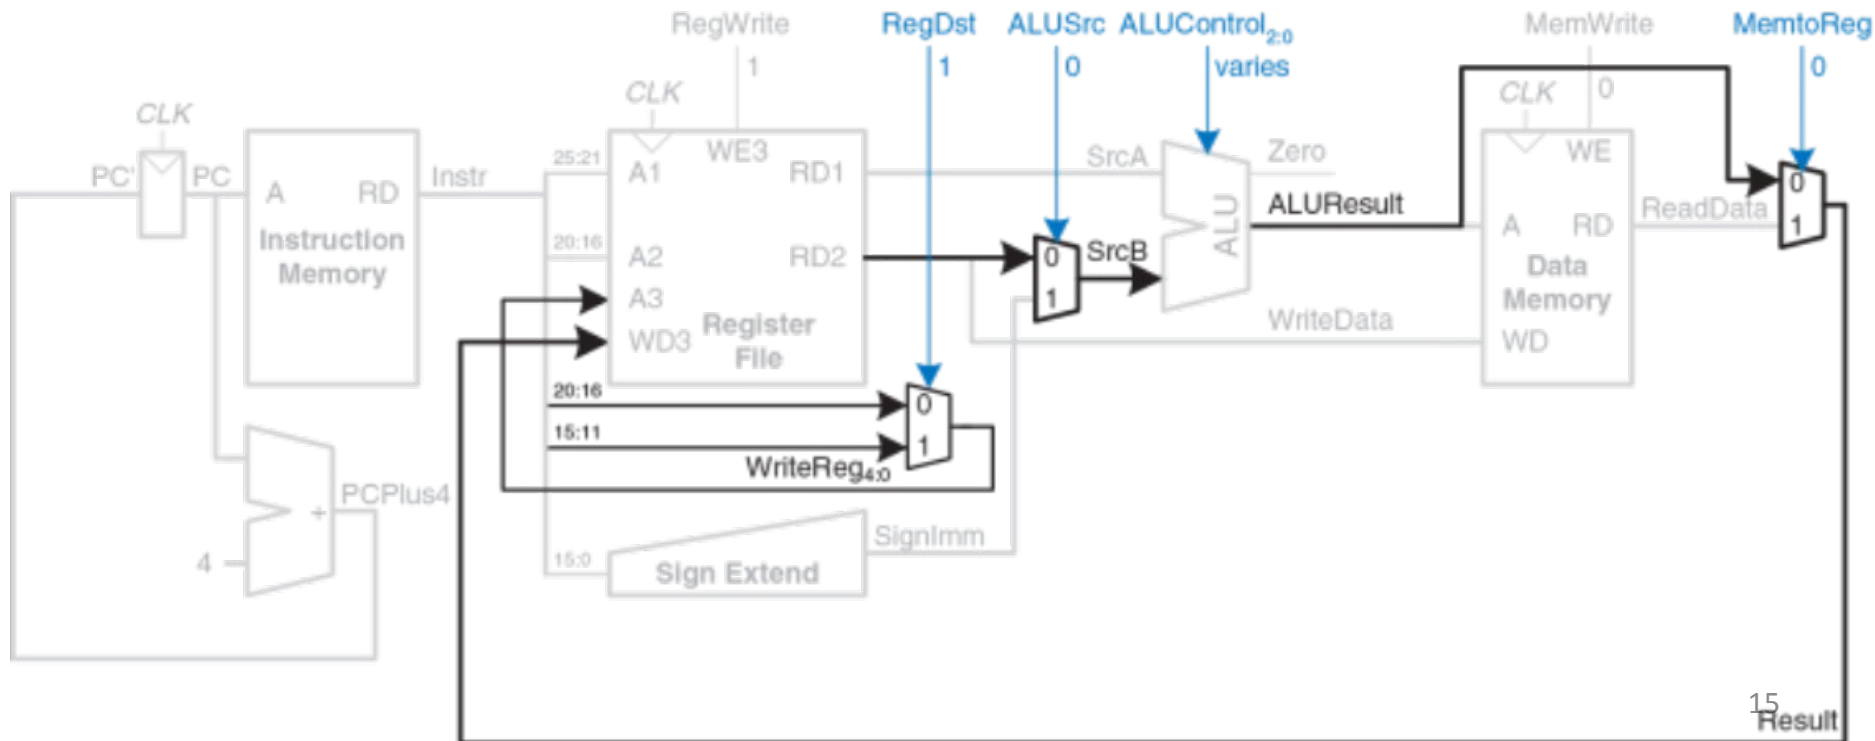 RegWrite
RegDst
ALUSrc
ALUControl2:0
MemWrite
MemtoReg
1
1
0
varies
0
0
CLK
CLK
CLK
PC'
PC
A
RD
Instruction
Memory
Instr
25:21
20:16
A1
WE3
RD1
A2
RD2
A3
WD3
Register
File
SrcA
Zero
ALU
ALUResult
0
SrcB
1
WE
A
RD
Data
Memory
WD
ReadData
0
1
WriteData
20:16
0
15:11
1
WriteReg4:0
PCPlus4
+
4
15:0
Sign Extend
SignImm
15
Result